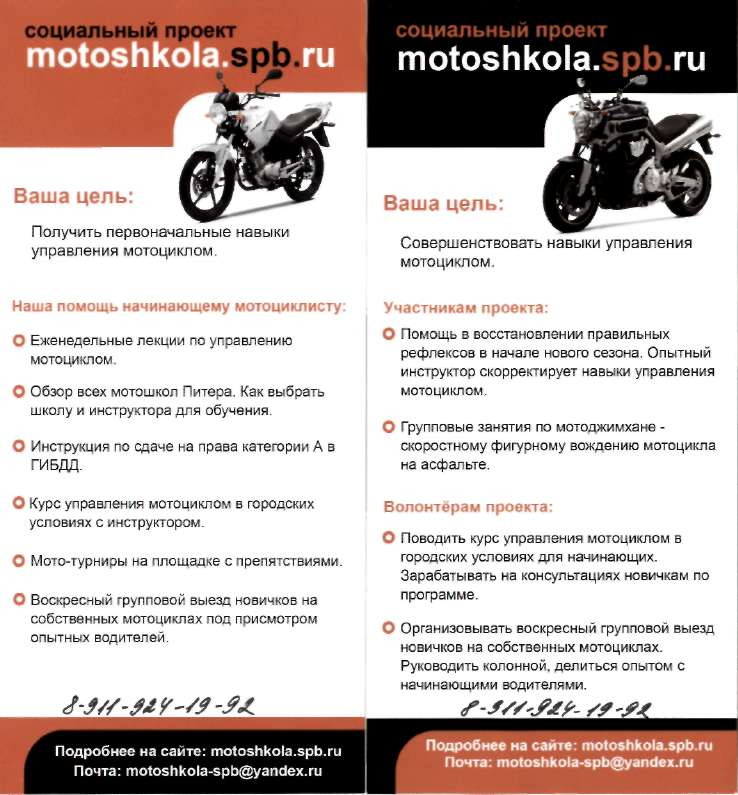 социальный проект
motoshkola.spb.ru
Ваша цель:
Получить первоначальные навыки
управления мотоциклом.
Наша помощь начинающему мотоциклисту:
Еженедельные лекции по управлению
мотоциклом.
Обзор всех мотошкол Питера. Как выбрать
школу и инструктора для обучения.
Инструкция по сдаче на права категории А в
ГИБДД.
Курс управления мотоциклом в городских
условиях с инструктором.
Мото-турниры на площадке с препятствиями.
Воскресный групповой выезд новичков на
собственных мотоциклах под присмотром
опытных водителей.
8-911-924-19-92
Подробнее на сайте: motoshkola.spb.ru
Почта: motoshkola-spb@yandex.ru
социальный проект
motoshkola.spb.ru
Ваша цель:
Совершенствовать навыки управления
мотоциклом.
Участникам проекта:
Помощь в восстановлении правильных
рефлексов в начале нового сезона. Опытный
инструктор скорректирует навыки управления
мотоциклом.
Групповые занятия по мотоджимхане -
скоростному фигурному вождению мотоцикла
на асфальте.
Волонтёрам проекта:
Поводить курс управления мотоциклом в
городских условиях для начинающих.
Зарабатывать на консультациях новичкам по
программе.
Организовывать воскресный групповой выезд
новичков на собственных мотоциклах.
Руководить колонной, делиться опытом с
начинающими водителями.
8-911-924-19-92
Подробнее на сайте: motoshkola.spb.ru
Почта: motoshkola-spb@yandex.ru